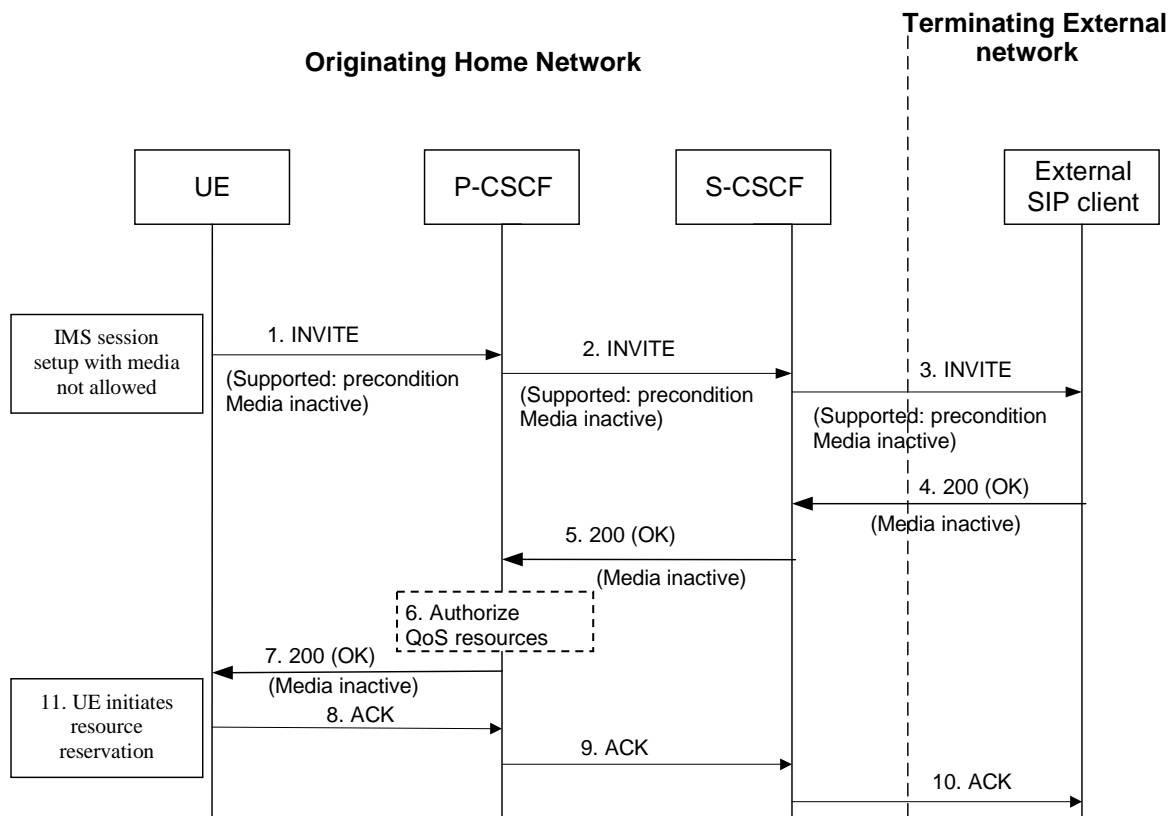 Terminating External
network
Originating Home Network
UE
P-CSCF
S-CSCF
External
SIP client
IMS session
setup with media
not allowed
1. INVITE
(Supported: precondition
Media inactive)
2. INVITE
(Supported: precondition
Media inactive)
3. INVITE
(Supported: precondition
Media inactive)
4. 200 (OK)
(Media inactive)
5. 200 (OK)
(Media inactive)
6. Authorize
QoS resources
7. 200 (OK)
(Media inactive)
11. UE initiates
resource
reservation
8. ACK
9. ACK
10. ACK